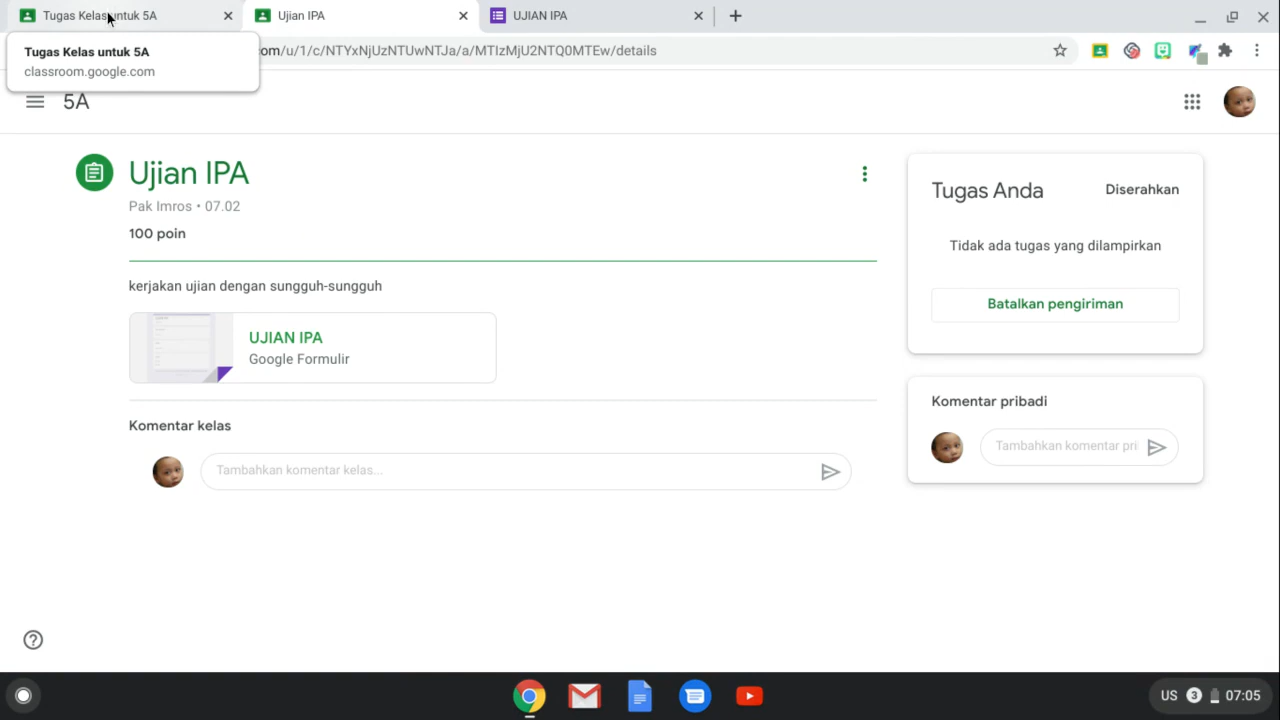 Tugas Kelas untuk 5A
Ujian IPA
UJIAN IPA
Tugas Kelas untuk 5A
classroom.google.com
com/u/1/c/NTYxNjUzNTUwNTJa/a/MTIzMjU2NTQ0MTEw/details
5A
Ujian IPA
Pak Imros • 07.02
100 poin
kerjakan ujian dengan sungguh-sungguh
UJIAN IPA
Google Formulir
Komentar kelas
Tambahkan komentar kelas...
Tugas Anda
Diserahkan
Tidak ada tugas yang dilampirkan
Batalkan pengiriman
Komentar pribadi
Tambahkan komentar pri
US 3 07:05